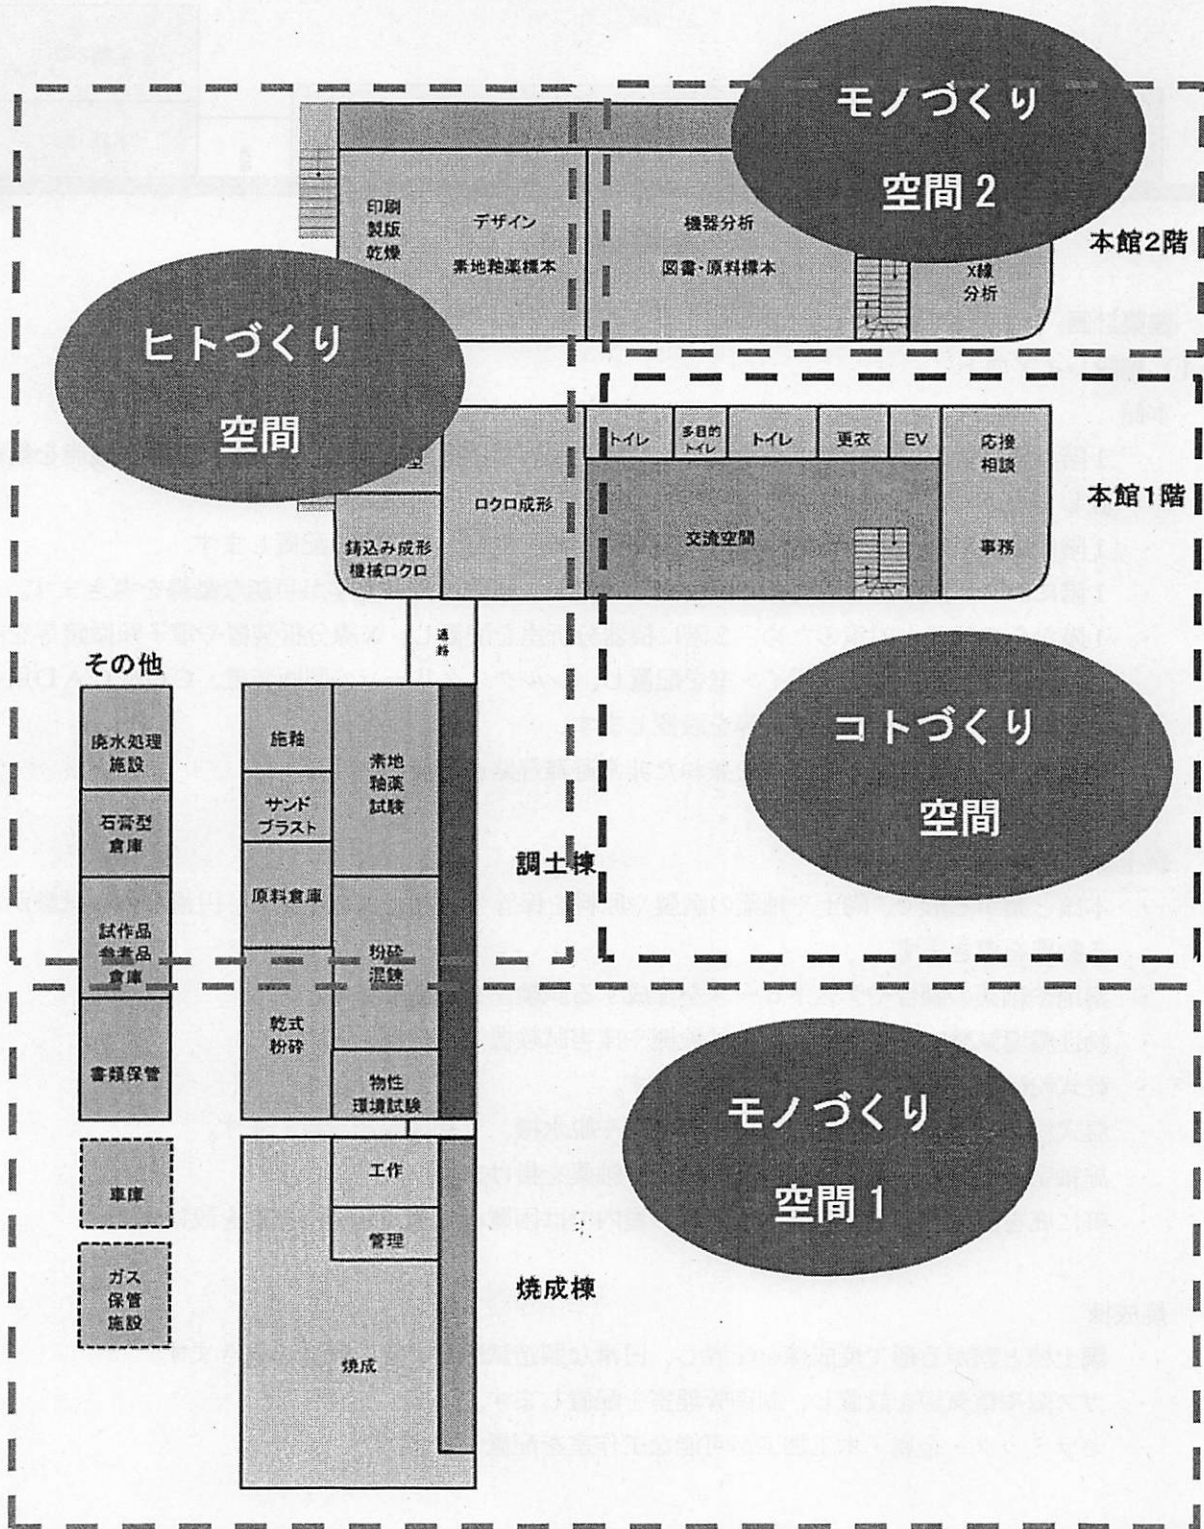 モノづくり
空間 2
本館2階
印刷
製版
乾燥
デザイン
素地釉薬標本
機器分析
図書・原料標本
X線
分析
ヒトづくり
空間
トイレ
多目的
トイレ
トイレ
更衣
EV
応接
相談
事務
本館1階
型
ロクロ成形
鋳込み成形
機械ロクロ
交流空間
通路
その他
廃水処理
施設
石膏型
倉庫
試作品
参考品
倉庫
書類保管
車庫
ガス
保管
施設
施釉
サンド
ブラスト
原料倉庫
乾式
粉砕
素地
釉薬
試験
粉砕
混錬
物性
環境試験
調土棟
コトづくり
空間
モノづくり
空間 1
工作
管理
焼成
焼成棟